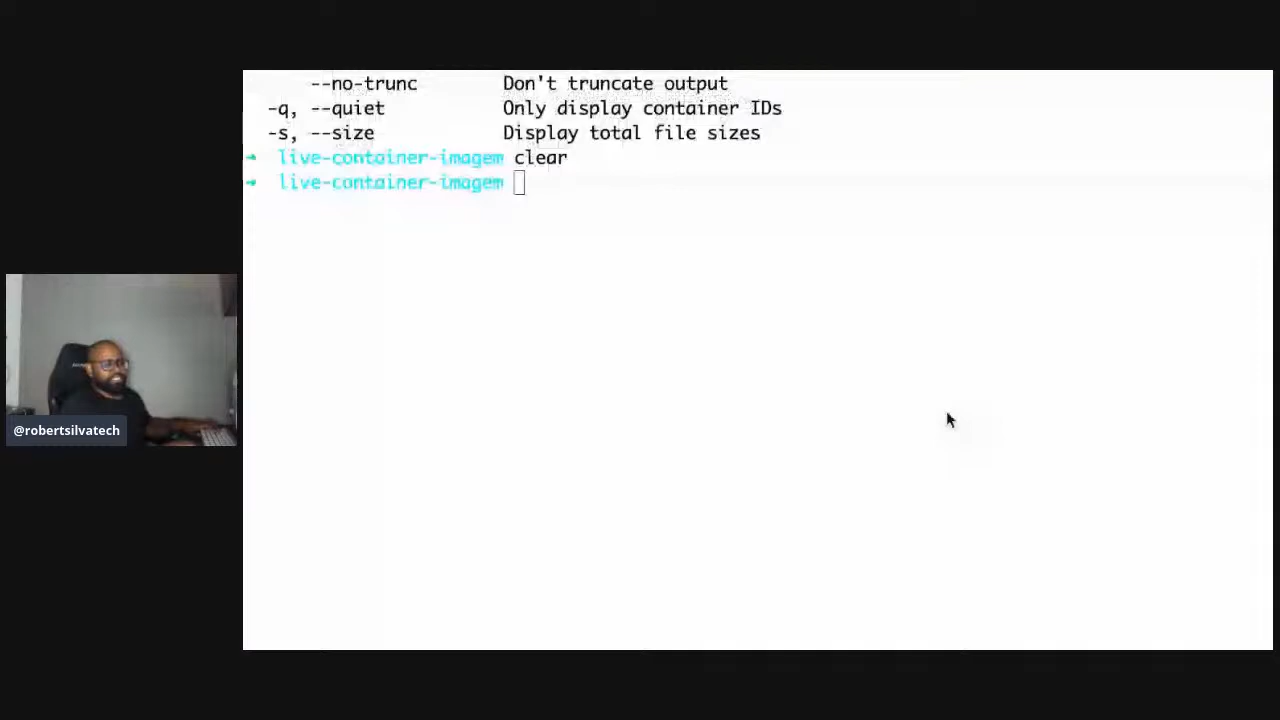 --no-trunc Don't truncate output
-q, --quiet Only display container IDs
-s, --size Display total file sizes
➜ live-container-imagem clear
➜ live-container-imagem
@robertsilvatech